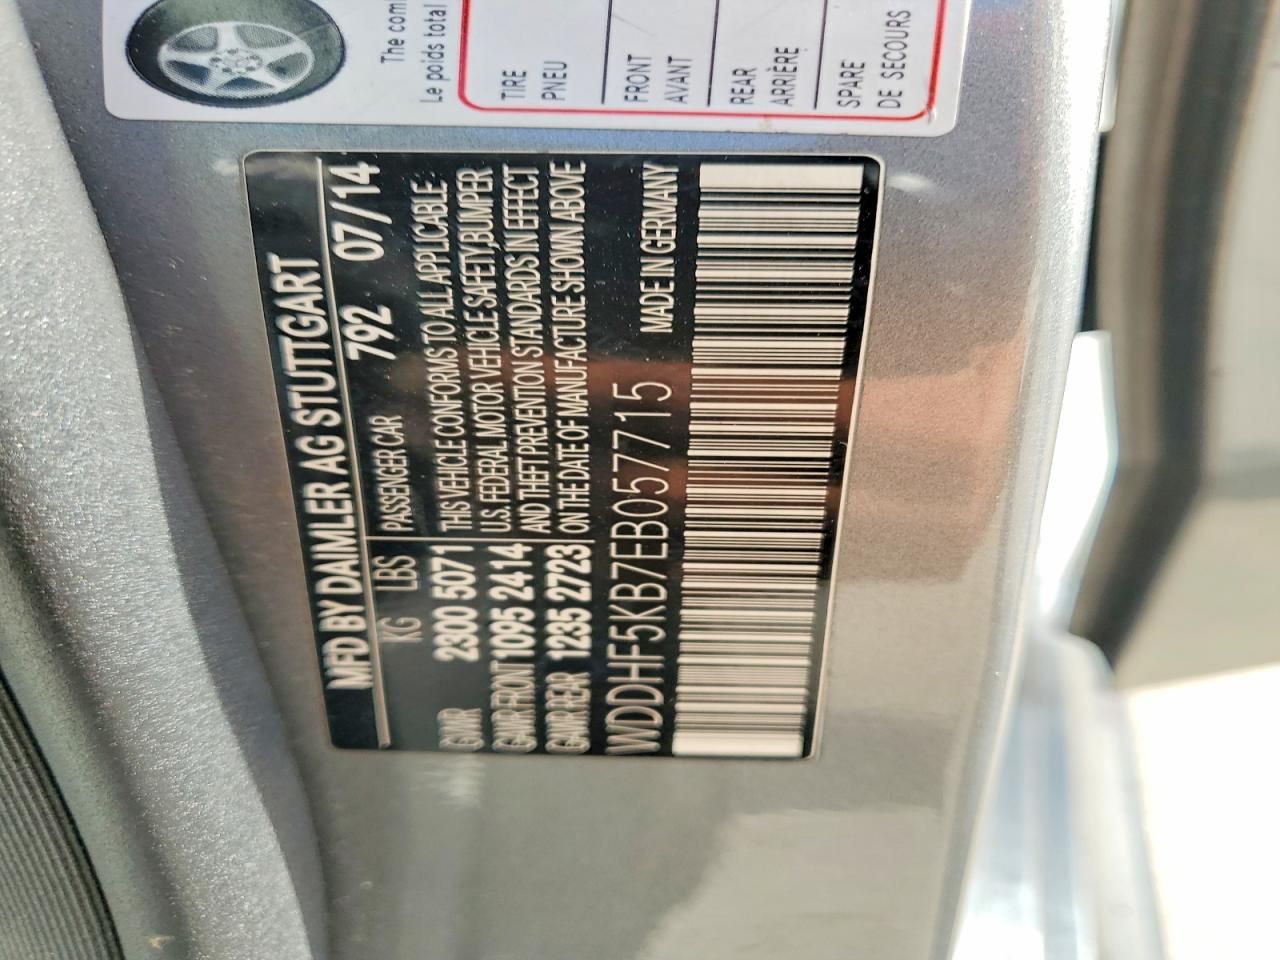 The com
Le poids total
TIRE
PNEU
FRONT
AVANT
REAR
ARRIÈRE
SPARE
DE SECOURS
MFD BY DAIMLER AG STUTTGART
KG LBS PASSENGER CAR 792 07/14
GVWR 2300 5071
GAWR FRONT 1095 2414
GAWR REAR 1235 2723
THIS VEHICLE CONFORMS TO ALL APPLICABLE
U.S. FEDERAL MOTOR VEHICLE SAFETY,BUMPER
AND THEFT PREVENTION STANDARDS IN EFFECT
ON THE DATE OF MANUFACTURE SHOWN ABOVE
WDDHF5KB7EB057715 MADE IN GERMANY